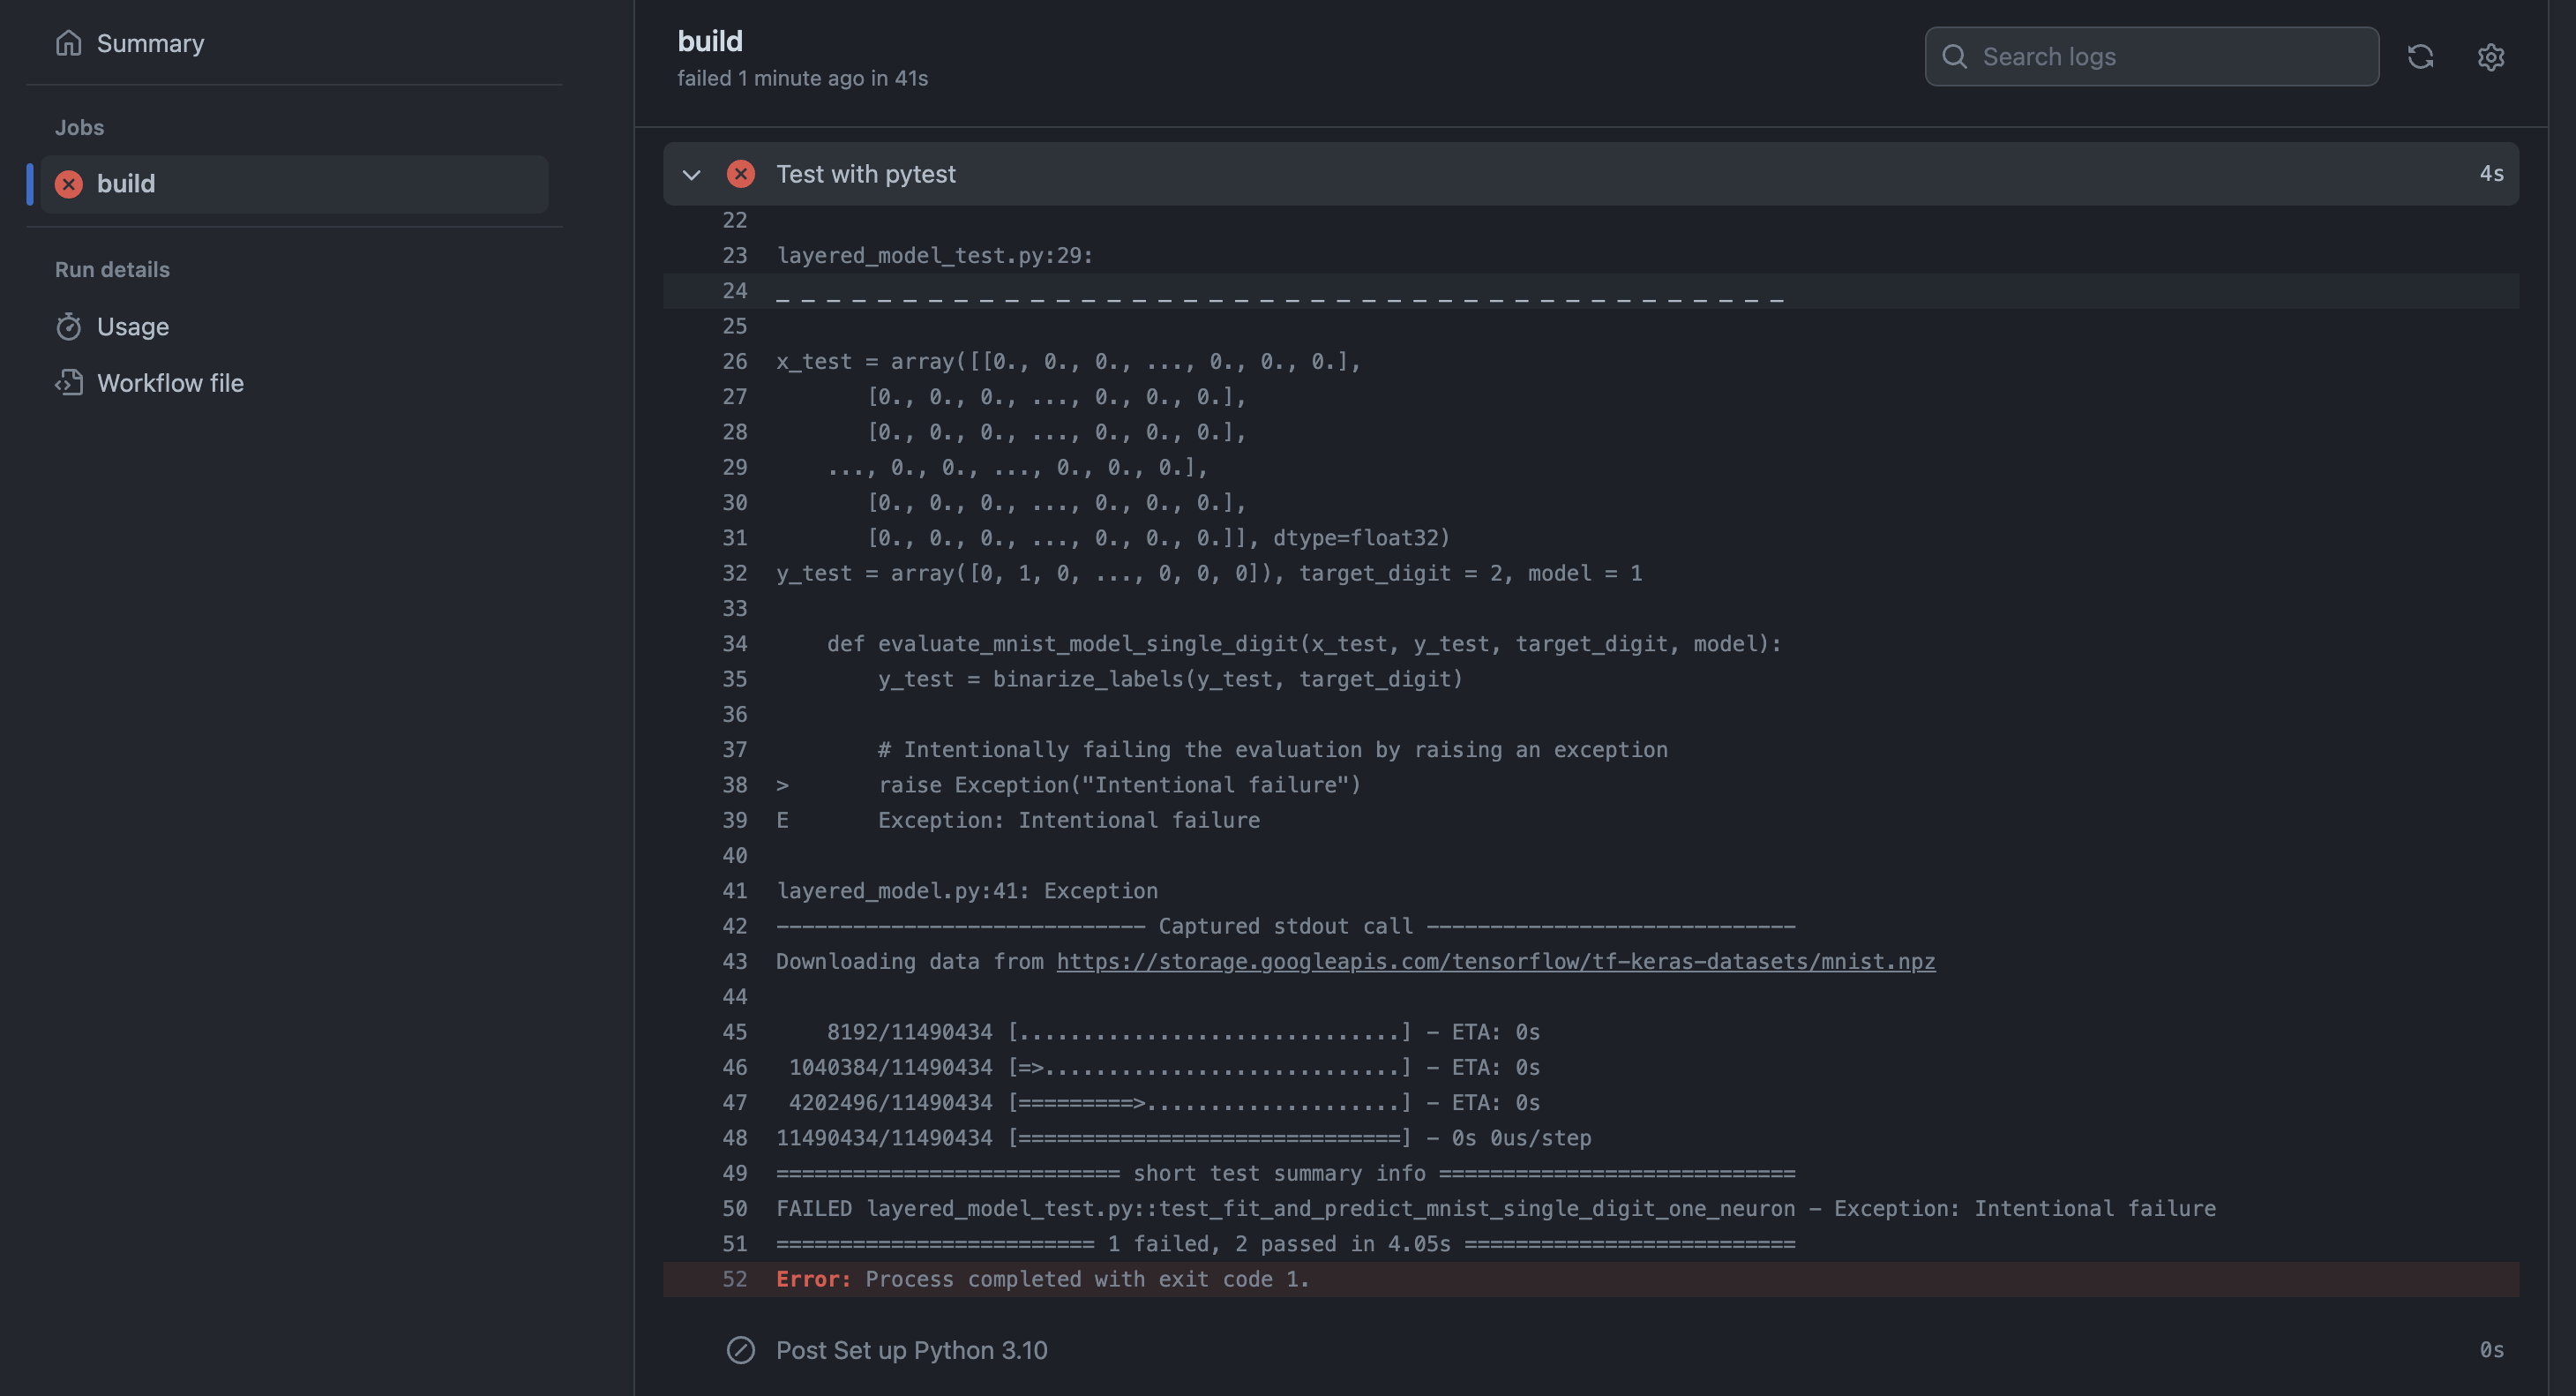 Summary
Jobs
build
Run details
Usage
Workflow file
build
failed 1 minute ago in 41s
Search logs
Test with pytest 4s
22
23 layered_model_test.py:29:
24 _ _ _ _ _ _ _ _ _ _ _ _ _ _ _ _ _ _ _ _ _ _ _ _ _ _ _ _ _ _ _ _ _ _ _ _ _ _ _ _
25
26 x_test = array([[0., 0., 0., ..., 0., 0., 0.],
27        [0., 0., 0., ..., 0., 0., 0.],
28        [0., 0., 0., ..., 0., 0., 0.],
29     ..., 0., 0., ..., 0., 0., 0.],
30        [0., 0., 0., ..., 0., 0., 0.],
31        [0., 0., 0., ..., 0., 0., 0.]], dtype=float32)
32 y_test = array([0, 1, 0, ..., 0, 0, 0]), target_digit = 2, model = 1
33
34     def evaluate_mnist_model_single_digit(x_test, y_test, target_digit, model):
35         y_test = binarize_labels(y_test, target_digit)
36
37         # Intentionally failing the evaluation by raising an exception
38 >       raise Exception("Intentional failure")
39 E       Exception: Intentional failure
40
41 layered_model.py:41: Exception
42 ----------------------------- Captured stdout call -----------------------------
43 Downloading data from https://storage.googleapis.com/tensorflow/tf-keras-datasets/mnist.npz
44
45     8192/11490434 [..............................] - ETA: 0s
46  1040384/11490434 [=>............................] - ETA: 0s
47  4202496/11490434 [=========>....................] - ETA: 0s
48 11490434/11490434 [==============================] - 0s 0us/step
49 =========================== short test summary info ============================
50 FAILED layered_model_test.py::test_fit_and_predict_mnist_single_digit_one_neuron - Exception: Intentional failure
51 ========================= 1 failed, 2 passed in 4.05s ==========================
52 Error: Process completed with exit code 1.
Post Set up Python 3.10 0s